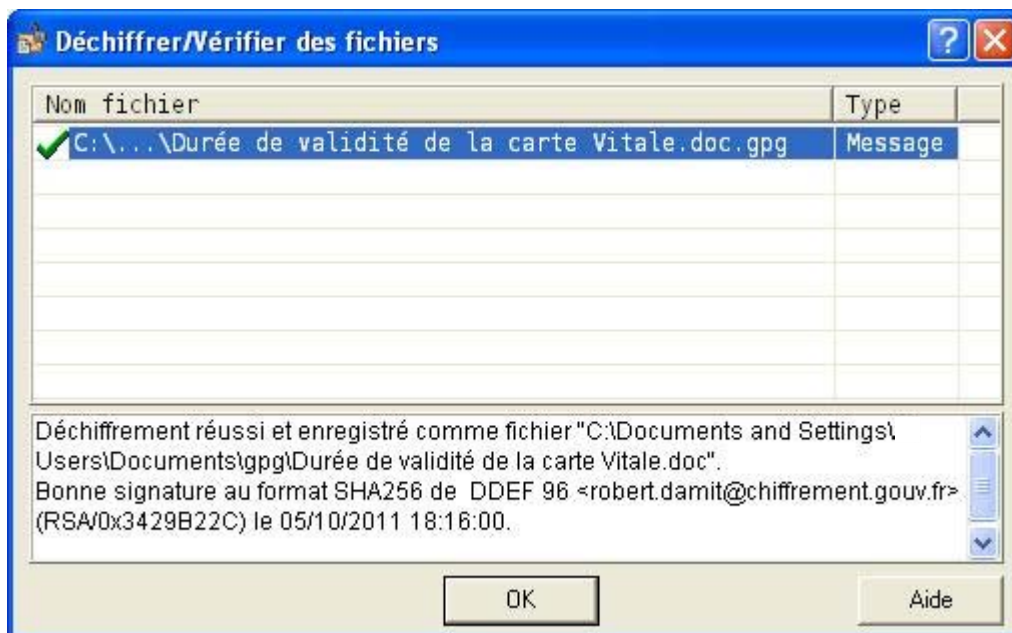 Déchiffrer/Vérifier des fichiers
Nom fichier Type
C:\...\Durée de validité de la carte Vitale.doc.gpg Message
Déchiffrement réussi et enregistré comme fichier "C:\Documents and Settings\
Users\Documents\gpg\Durée de validité de la carte Vitale.doc".
Bonne signature au format SHA256 de DDEF 96 <robert.damit@chiffrement.gouv.fr>
(RSA/0x3429B22C) le 05/10/2011 18:16:00.
OK Aide